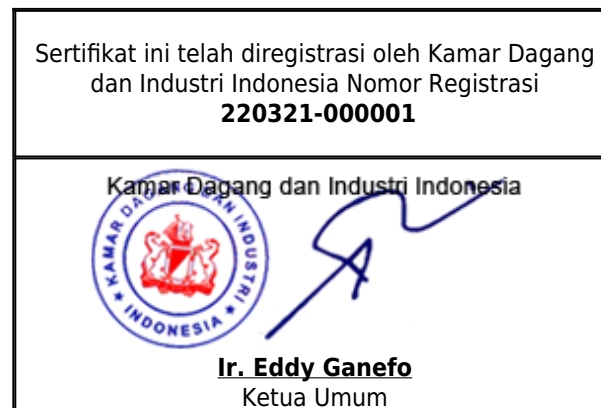 Sertifikat ini telah diregistrasi oleh Kamar Dagang
dan Industri Indonesia Nomor Registrasi
220321-000001
Kamar Dagang dan Industri Indonesia
KAMAR DAGANG DAN INDUSTRI
INDONESIA
Ir. Eddy Ganefo
Ketua Umum